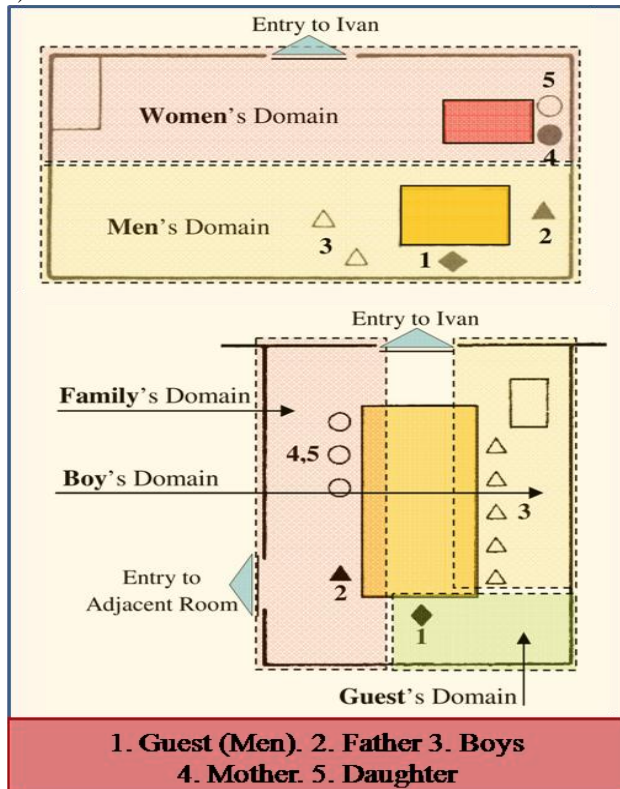 )
Entry to Ivan
5
Women's Domain
4
Men's Domain
3
2
1
Entry to Ivan
Family's Domain
4,5
Boy's Domain
3
Entry to
Adjacent Room
2
1
Guest's Domain
1. Guest (Men). 2. Father 3. Boys
4. Mother. 5. Daughter